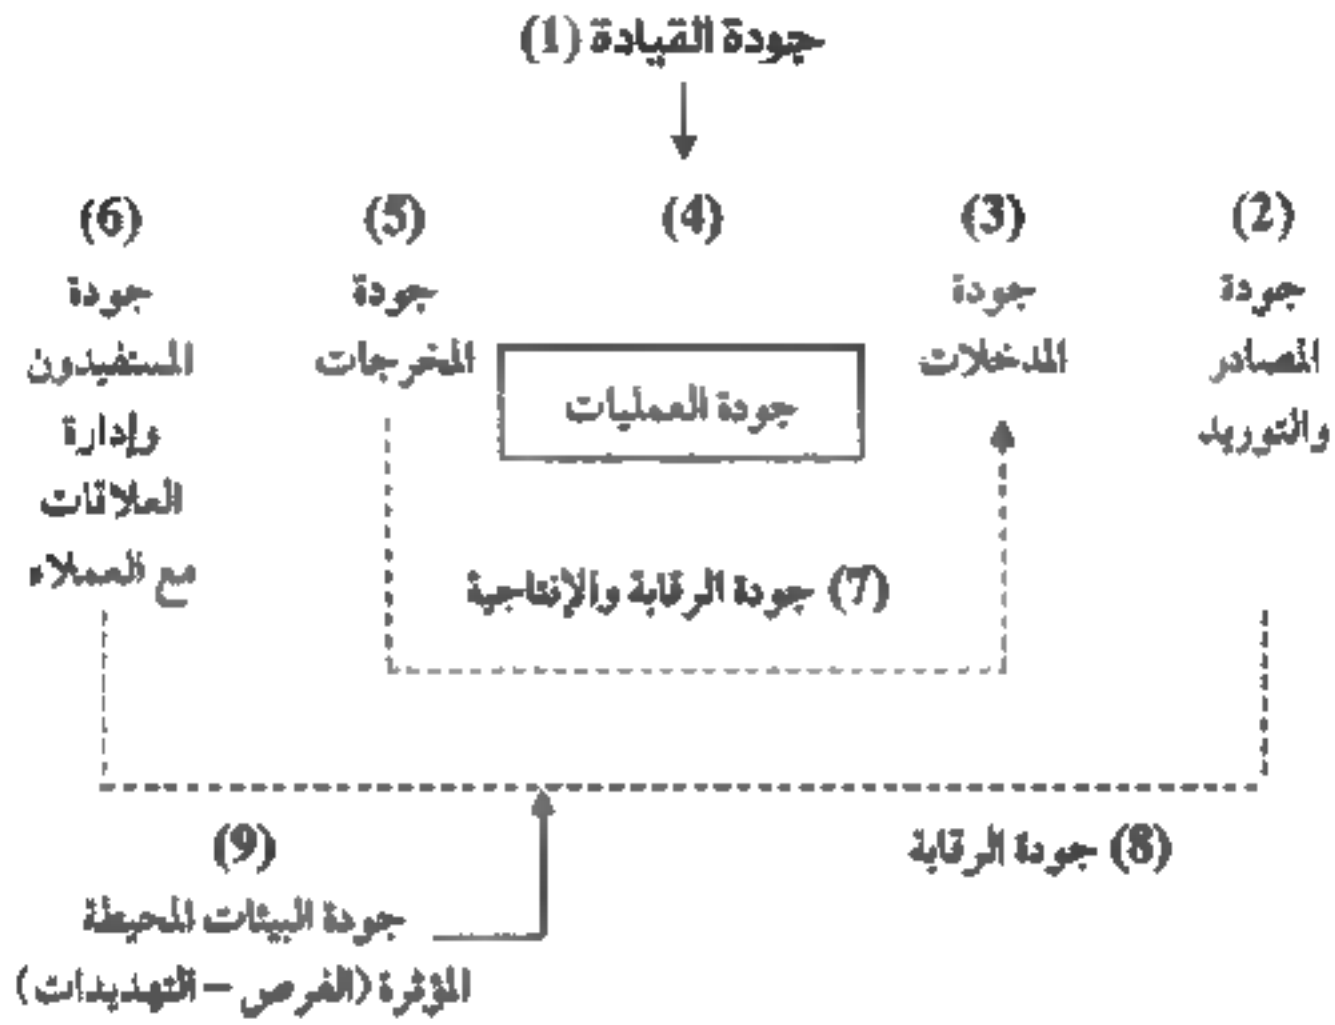 جودة القيادة (1)
(2)
جودة
المصادر
والتوريد
(3)
جودة
المدخلات
(4)
جودة العمليات
(5)
جودة
المخرجات
(6)
جودة
المستفيدون
وإدارة
العلاقات
مع العملاء
(7) جودة الرقابة والإنتاجية
(8) جودة الرقابة
(9)
جودة البيئات المحيطة
المؤثرة (الفرص – التهديدات)